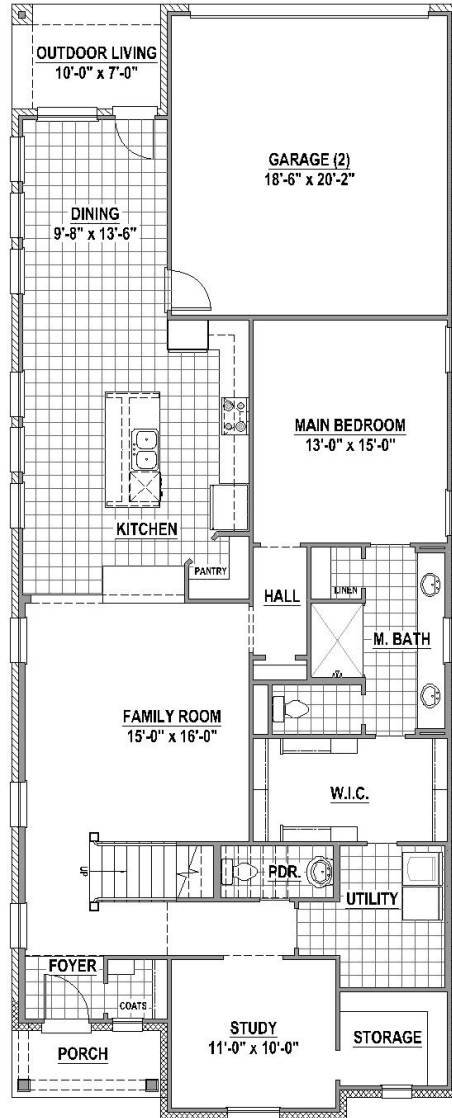 OUTDOOR LIVING
10'-0" x 7'-0"
GARAGE (2)
18'-6" x 20'-2"
DINING
9'-8" x 13'-6"
MAIN BEDROOM
13'-0" x 15'-0"
KITCHEN
PANTRY
HALL
LINEN
M. BATH
FAMILY ROOM
15'-0" x 16'-0"
W.I.C.
UP
PDR.
UTILITY
FOYER
COATS
STUDY
11'-0" x 10'-0"
STORAGE
PORCH